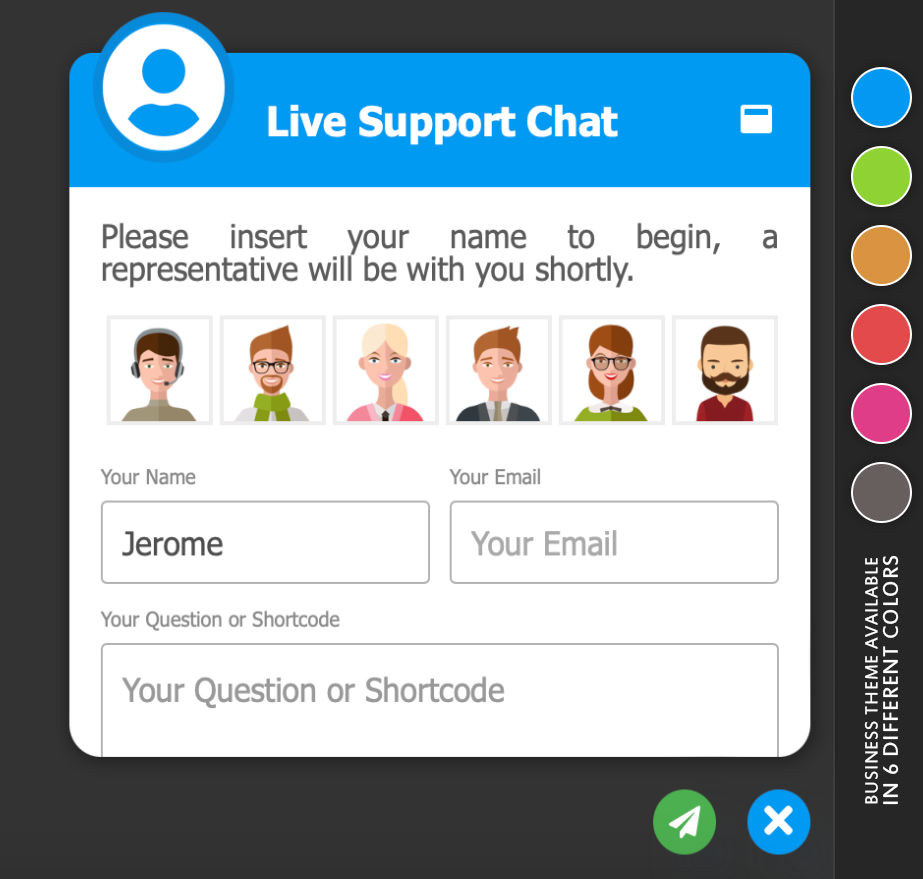 Live Support Chat
Please insert your name to begin, a
representative will be with you shortly.
Your Name
Your Email
Jerome
Your Email
Your Question or Shortcode
Your Question or Shortcode
BUSINESS THEME AVAILABLE
IN 6 DIFFERENT COLORS